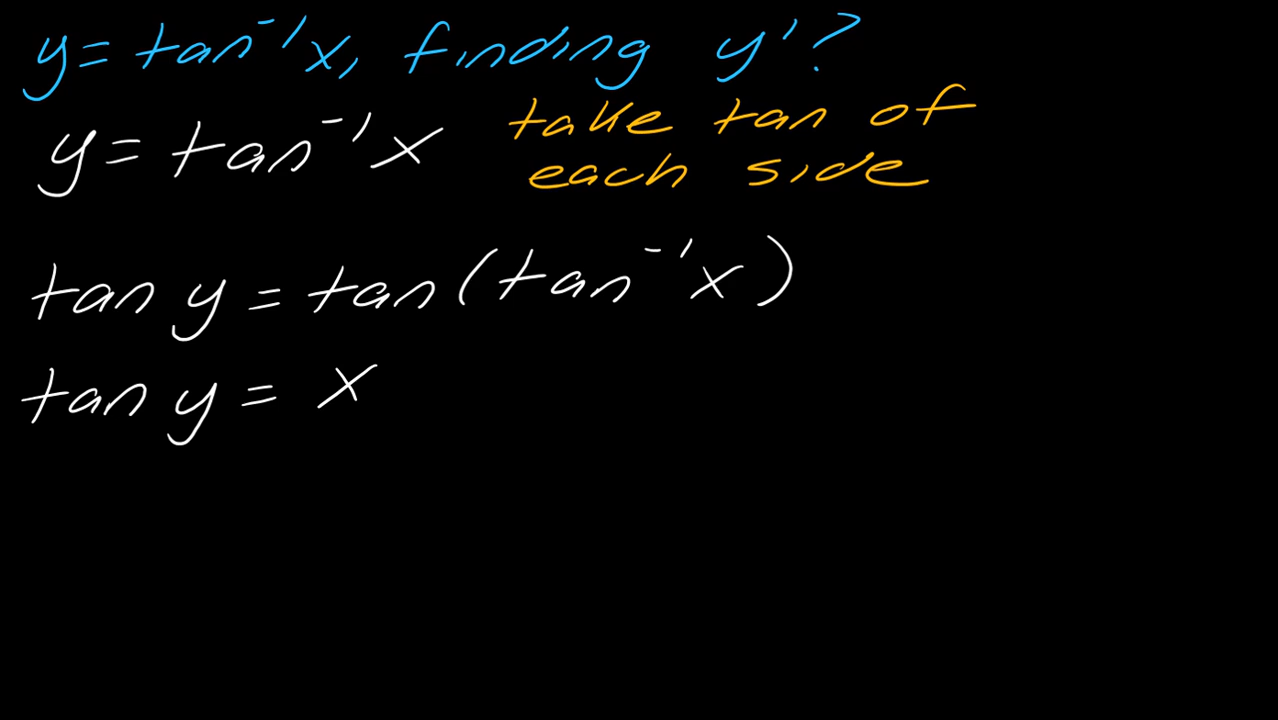 y = tan⁻¹x, finding y'?
y = tan⁻¹x
take tan of
each side
tan y = tan(tan⁻¹x)
tan y = x